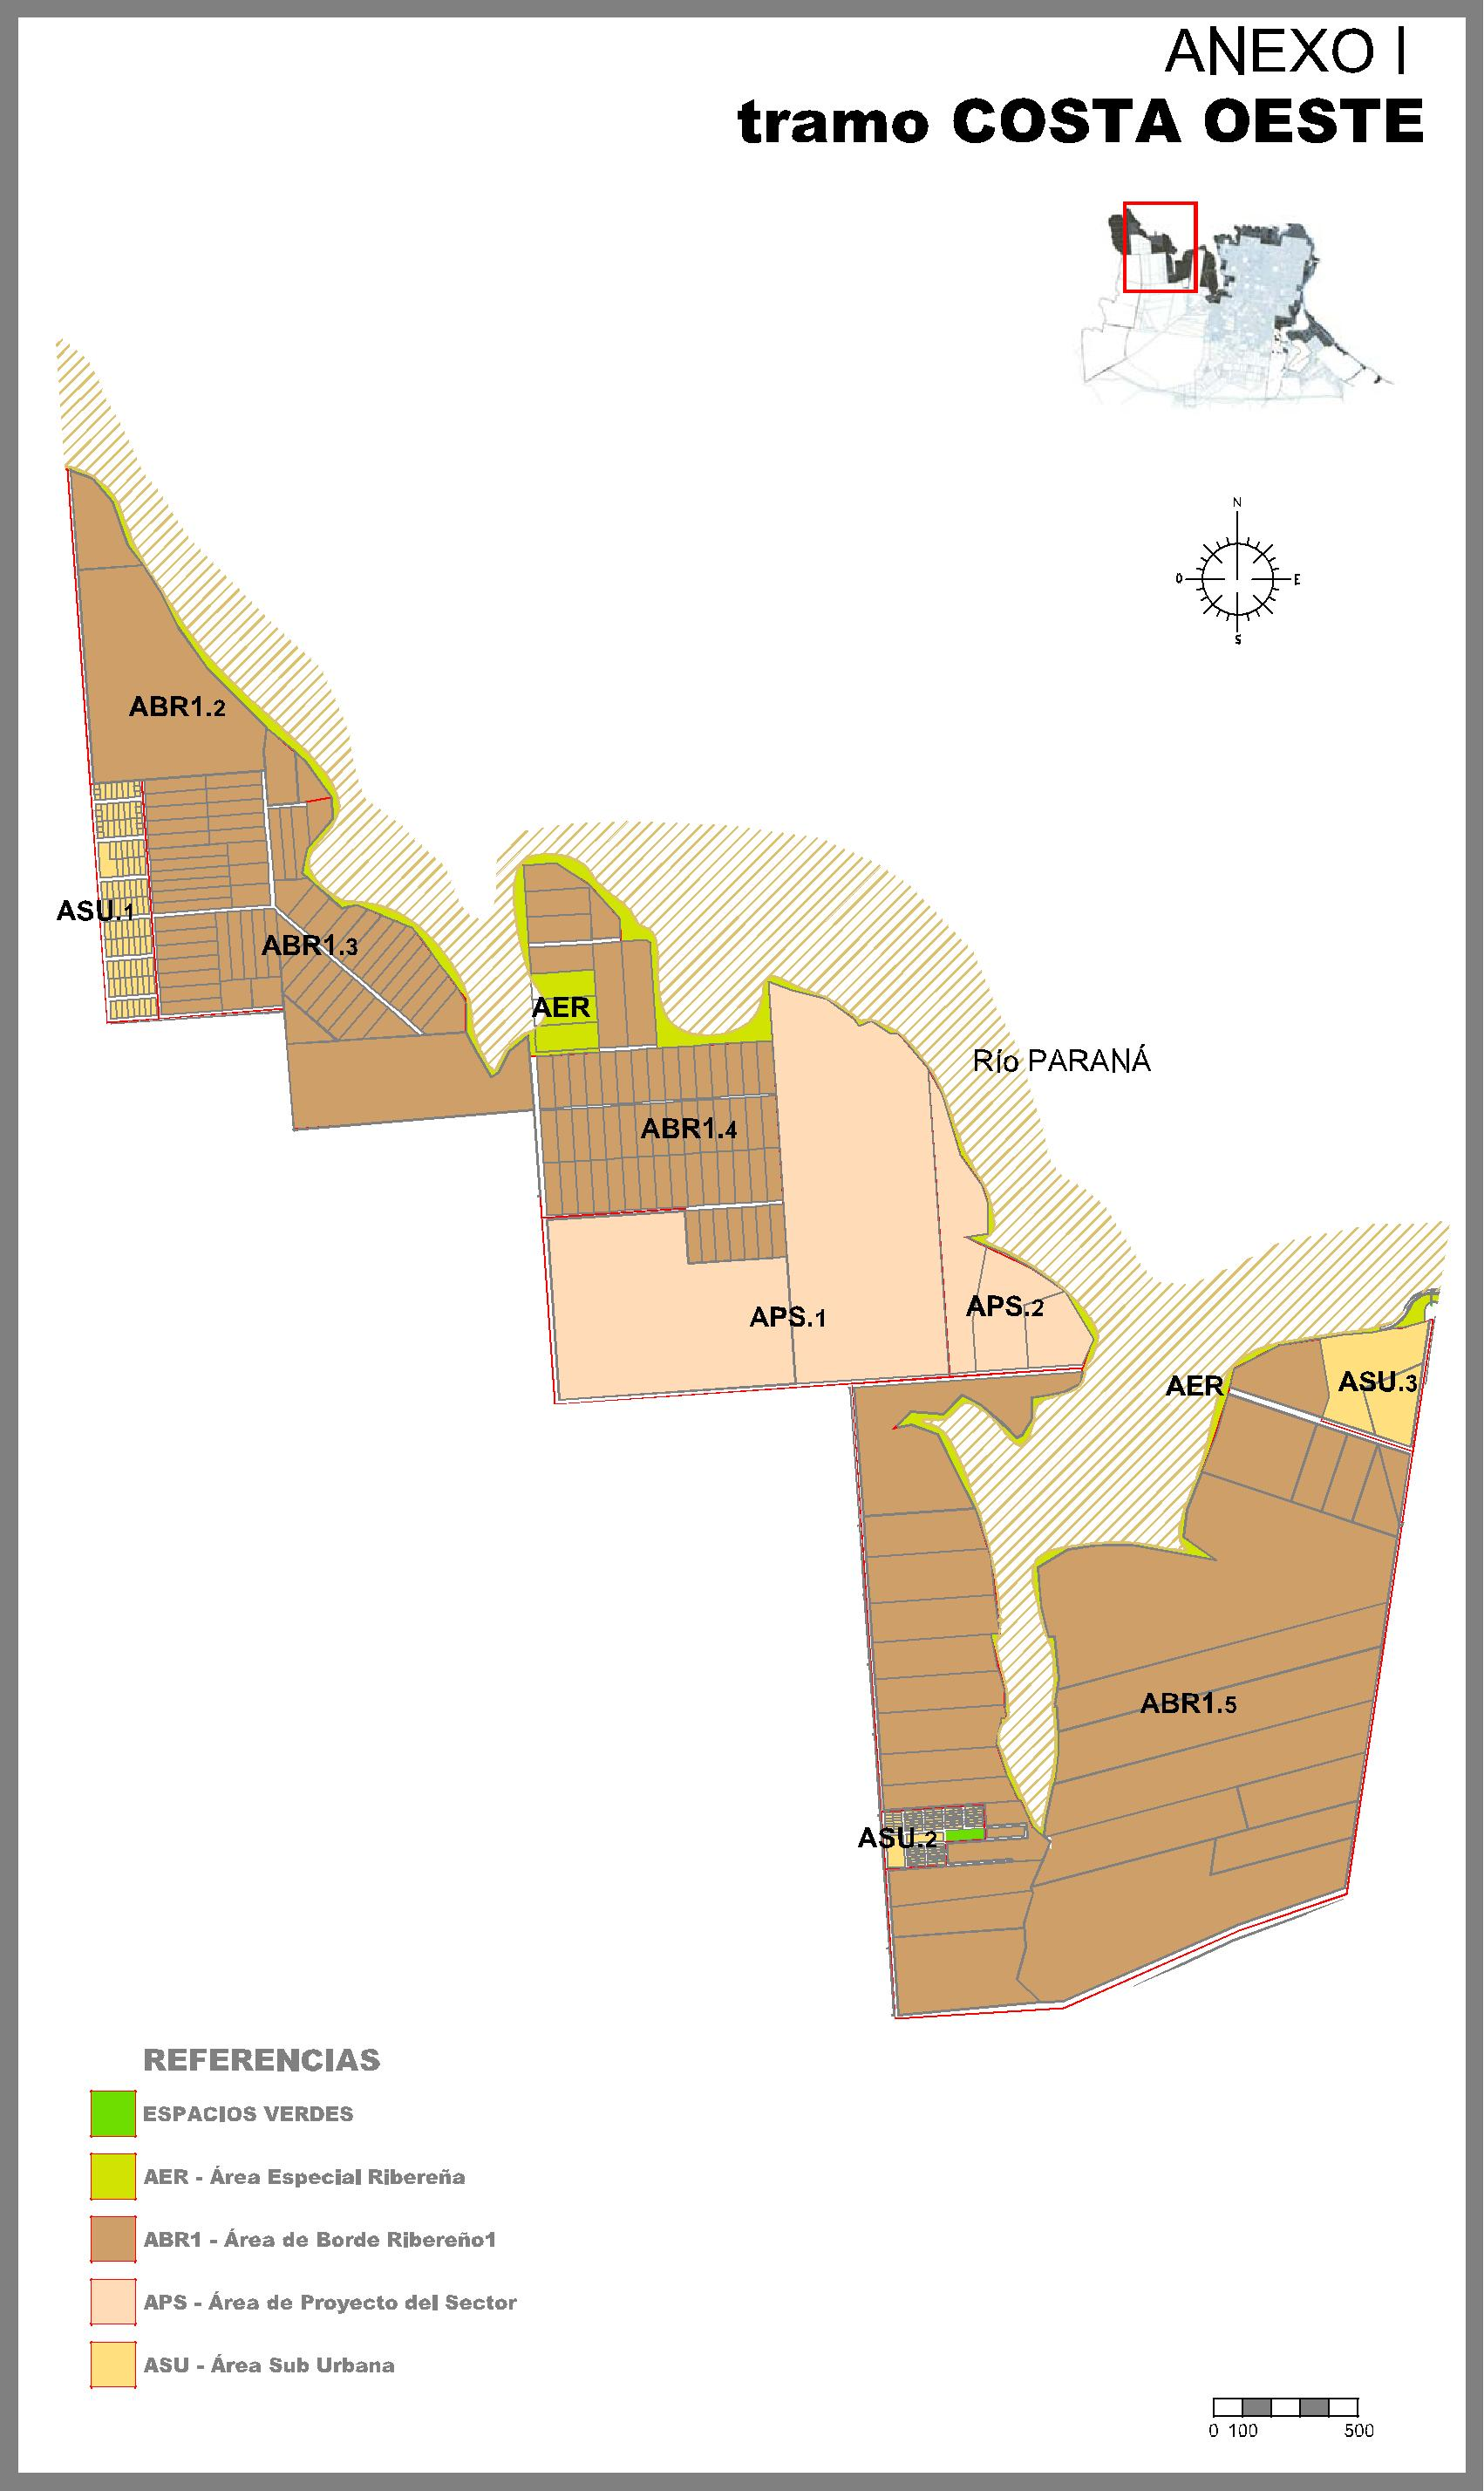 ANEXO I
tramo COSTA OESTE
N
O
E
S
ABR1.2
ASU.1
ABR1.3
AER
Río PARANÁ
ABR1.4
APS.1
APS.2
AER
ASU.3
ABR1.5
ASU.2
REFERENCIAS
ESPACIOS VERDES
AER - Área Especial Ribereña
ABR1 - Área de Borde Ribereño1
APS - Área de Proyecto del Sector
ASU - Área Sub Urbana
0 100 500